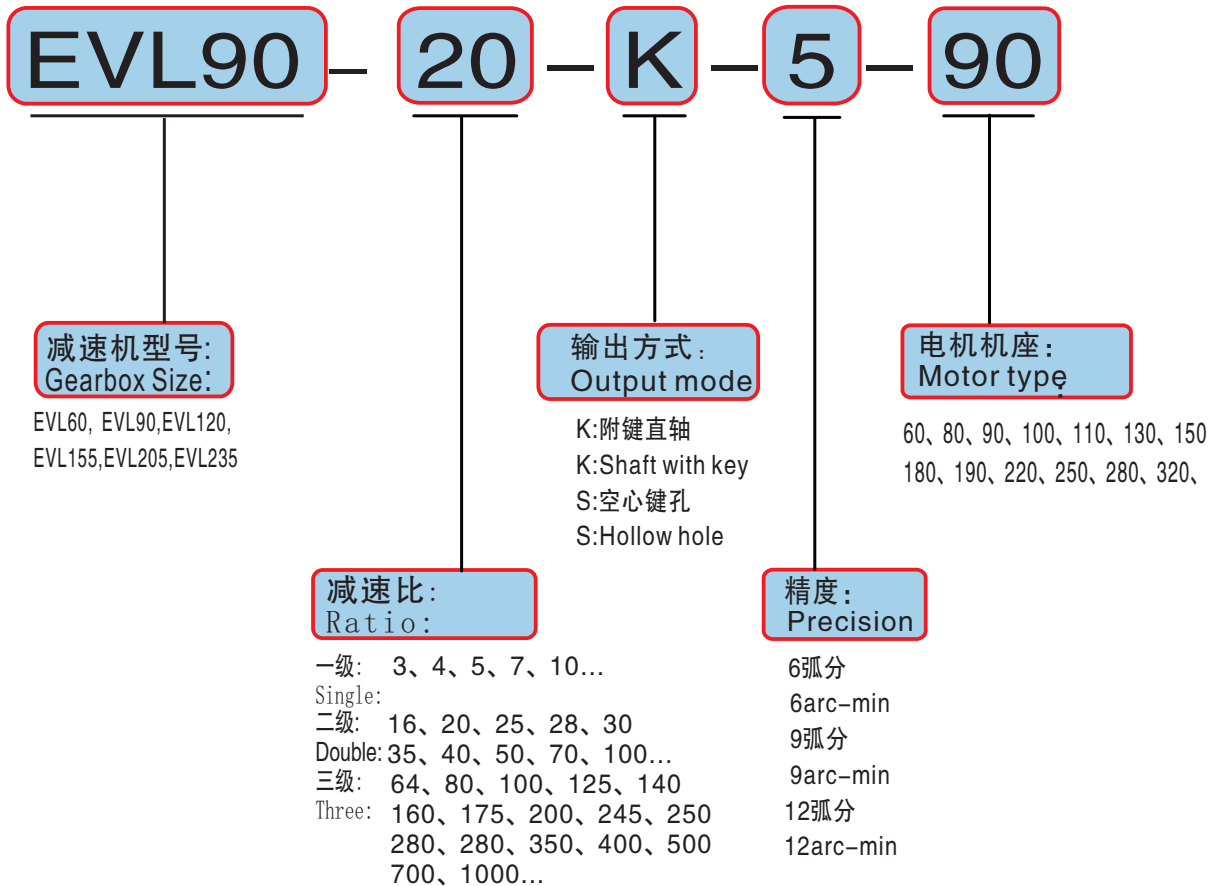 EVL90 – 20 – K – 5 – 90
减速机型号:
Gearbox Size:
EVL60, EVL90,EVL120,
EVL155,EVL205,EVL235
输出方式：
Output mode
K:附键直轴
K:Shaft with key
S:空心键孔
S:Hollow hole
电机机座：
Motor type:
60、80、90、100、110、130、150
180、190、220、250、280、320、
减速比：
Ratio:
一级: 3、4、5、7、10...
Single:
二级: 16、20、25、28、30
Double: 35、40、50、70、100...
三级: 64、80、100、125、140
Three: 160、175、200、245、250
280、280、350、400、500
700、1000...
精度：
Precision
6弧分
6arc–min
9弧分
9arc–min
12弧分
12arc–min